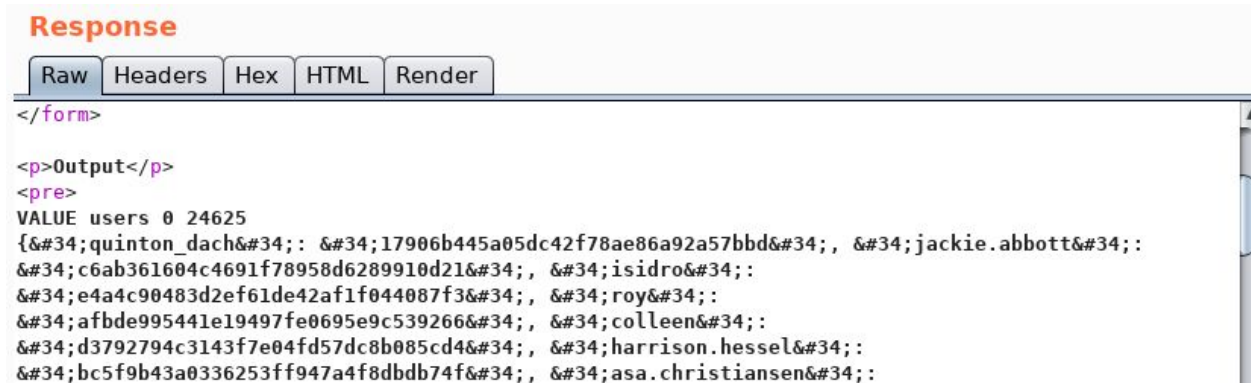 Response
Raw Headers Hex HTML Render
</form>
<p>Output</p>
<pre>
VALUE users 0 24625
{&#34;quinton_dach&#34;: &#34;17906b445a05dc42f78ae86a92a57bbd&#34;, &#34;jackie.abbott&#34;:
&#34;c6ab361604c4691f78958d6289910d21&#34;, &#34;isidro&#34;:
&#34;e4a4c90483d2ef61de42af1f044087f3&#34;, &#34;roy&#34;:
&#34;afbde995441e19497fe0695e9c539266&#34;, &#34;colleen&#34;:
&#34;d3792794c3143f7e04fd57dc8b085cd4&#34;, &#34;harrison.hessel&#34;:
&#34;bc5f9b43a0336253ff947a4f8dbdb74f&#34;, &#34;asa.christiansen&#34;: